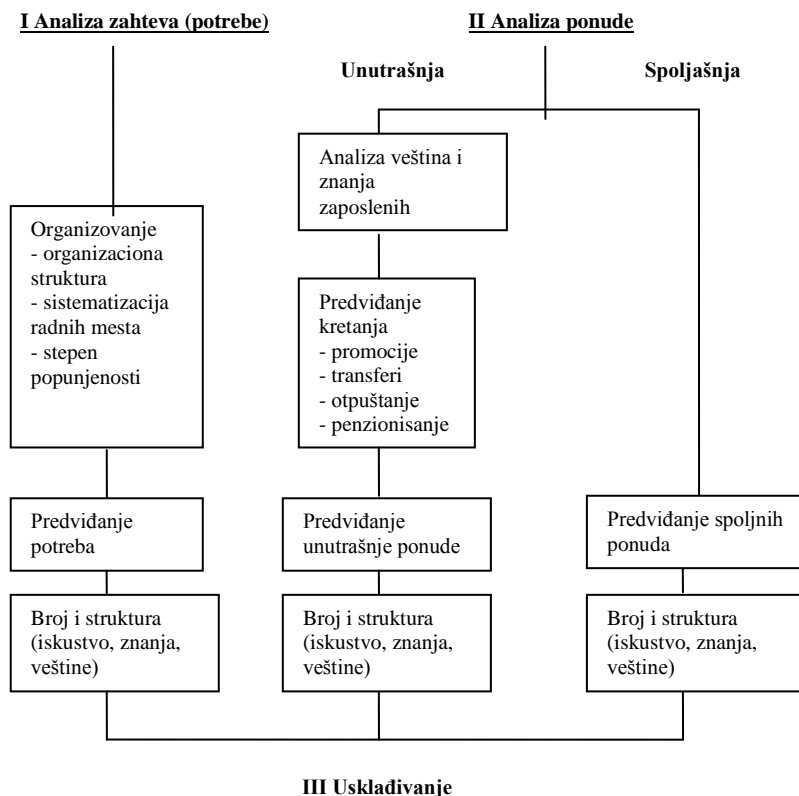 I Analiza zahteva (potrebe)
II Analiza ponude
Unutrašnja
Spoljašnja
Analiza veština i
znanja
zaposlenih
Organizovanje
- organizaciona
struktura
- sistematizacija
radnih mesta
- stepen
popunjenosti
Predviđanje
kretanja
- promocije
- transferi
- otpuštanje
- penzionisanje
Predviđanje
potreba
Predviđanje
unutrašnje ponude
Predviđanje spoljnih
ponuda
Broj i struktura
(iskustvo, znanja,
veštine)
Broj i struktura
(iskustvo, znanja,
veštine)
Broj i struktura
(iskustvo, znanja,
veštine)
III Usklađivanje